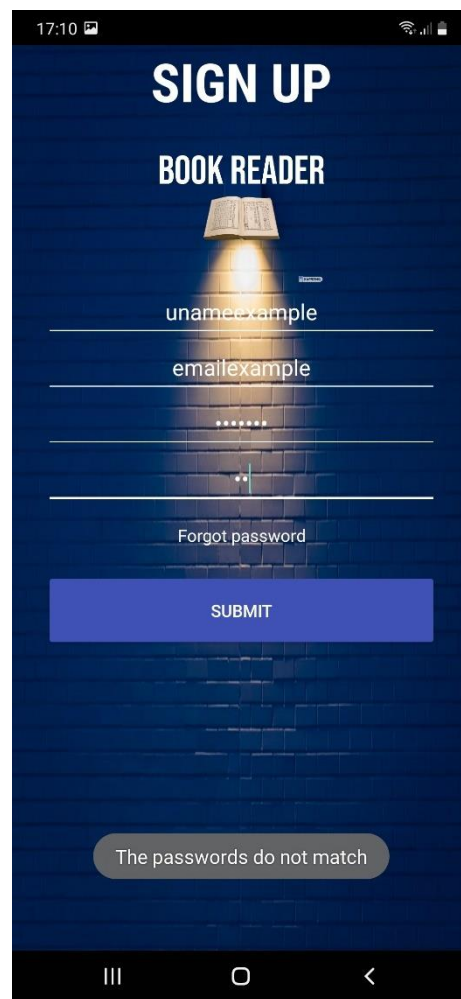 17:10
SIGN UP
BOOK READER
unameexample
emailexample
•••••••
••
Forgot password
SUBMIT
The passwords do not match